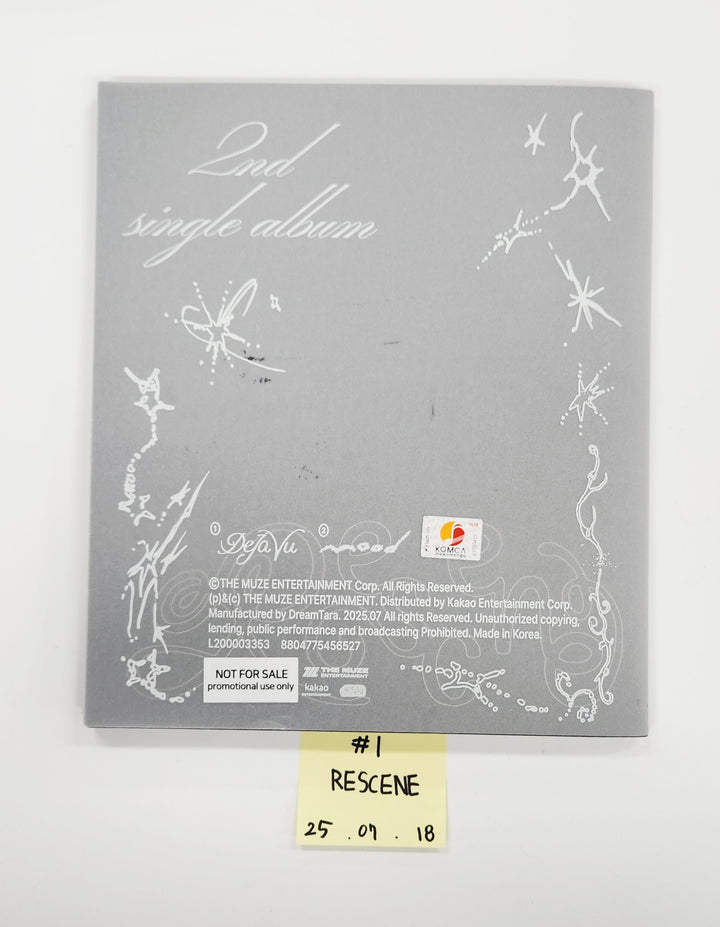 2nd
single album
① Deja Vu ② mood
KOMCA
©THE MUZE ENTERTAINMENT Corp. All Rights Reserved.
(p)&(c) THE MUZE ENTERTAINMENT. Distributed by Kakao Entertainment Corp.
Manufactured by DreamTara. 2025.07 All rights Reserved. Unauthorized copying,
lending, public performance and broadcasting Prohibited. Made in Korea.
L200003353 8804775456527
NOT FOR SALE
promotional use only
THE MUZE
ENTERTAINMENT
kakao
ENTERTAINMENT
#1
RESCENE
25 . 07 . 18